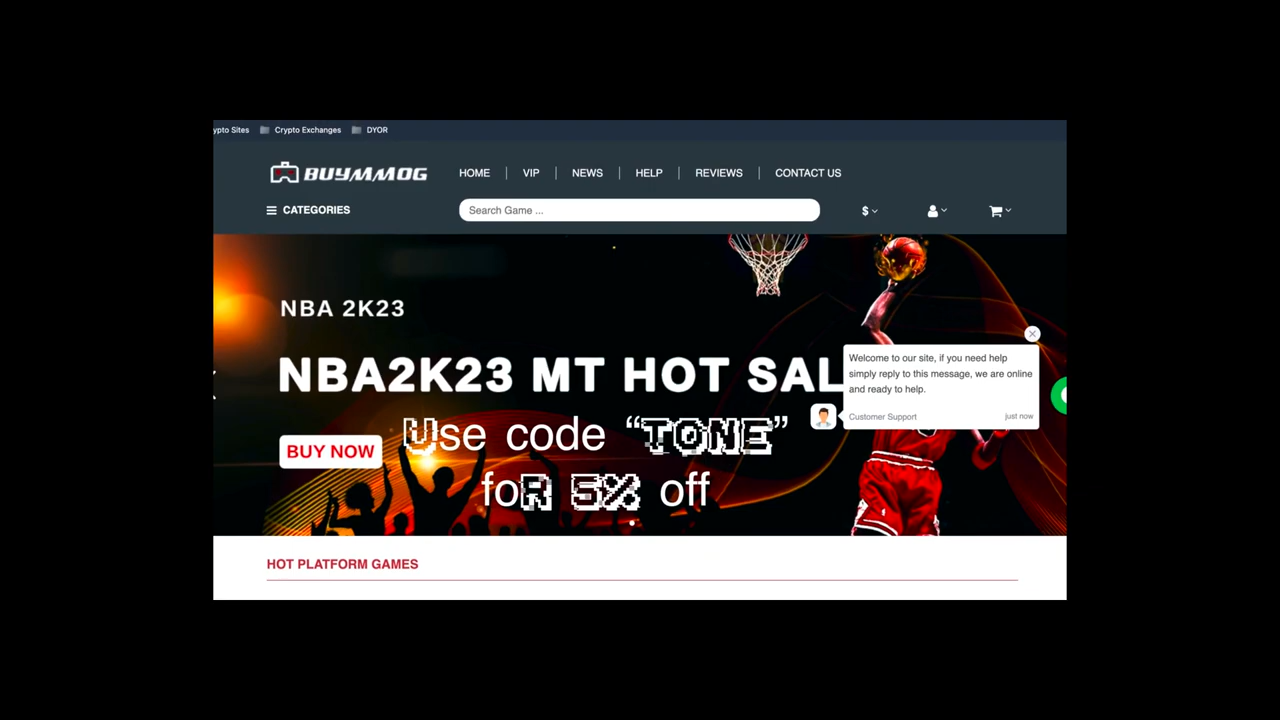 ypto Sites Crypto Exchanges DYOR
BUYMMOG HOME VIP NEWS HELP REVIEWS CONTACT US
CATEGORIES Search Game ... $
NBA 2K23
NBA2K23 MT HOT SAL
Welcome to our site, if you need help
simply reply to this message, we are online
and ready to help.
Customer Support just now
BUY NOW
Use code “TONE”
foR 5% off
HOT PLATFORM GAMES